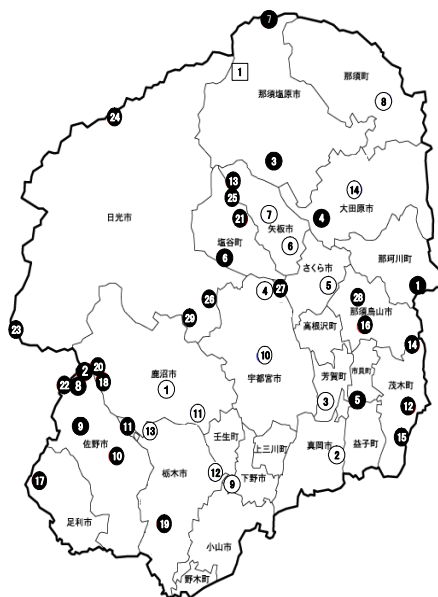 7
1
那須町
那須塩原市
8
24
3
13
14
25
大田原市
7
21
4
日光市
矢板市
塩谷町
6
6
那珂川町
さくら市
27
4
5
1
26
28
那須烏山市
29
高根沢町
16
23
14
10
宇都宮市
20
2
鹿沼市
芳賀町
市貝町
茂木町
22
8
18
1
3
5
12
11
9
11
13
壬生町
佐野市
上三川町
真岡市
益子町
15
10
栃木市
2
12
17
9
下野市
足利市
19
小山市
野木町